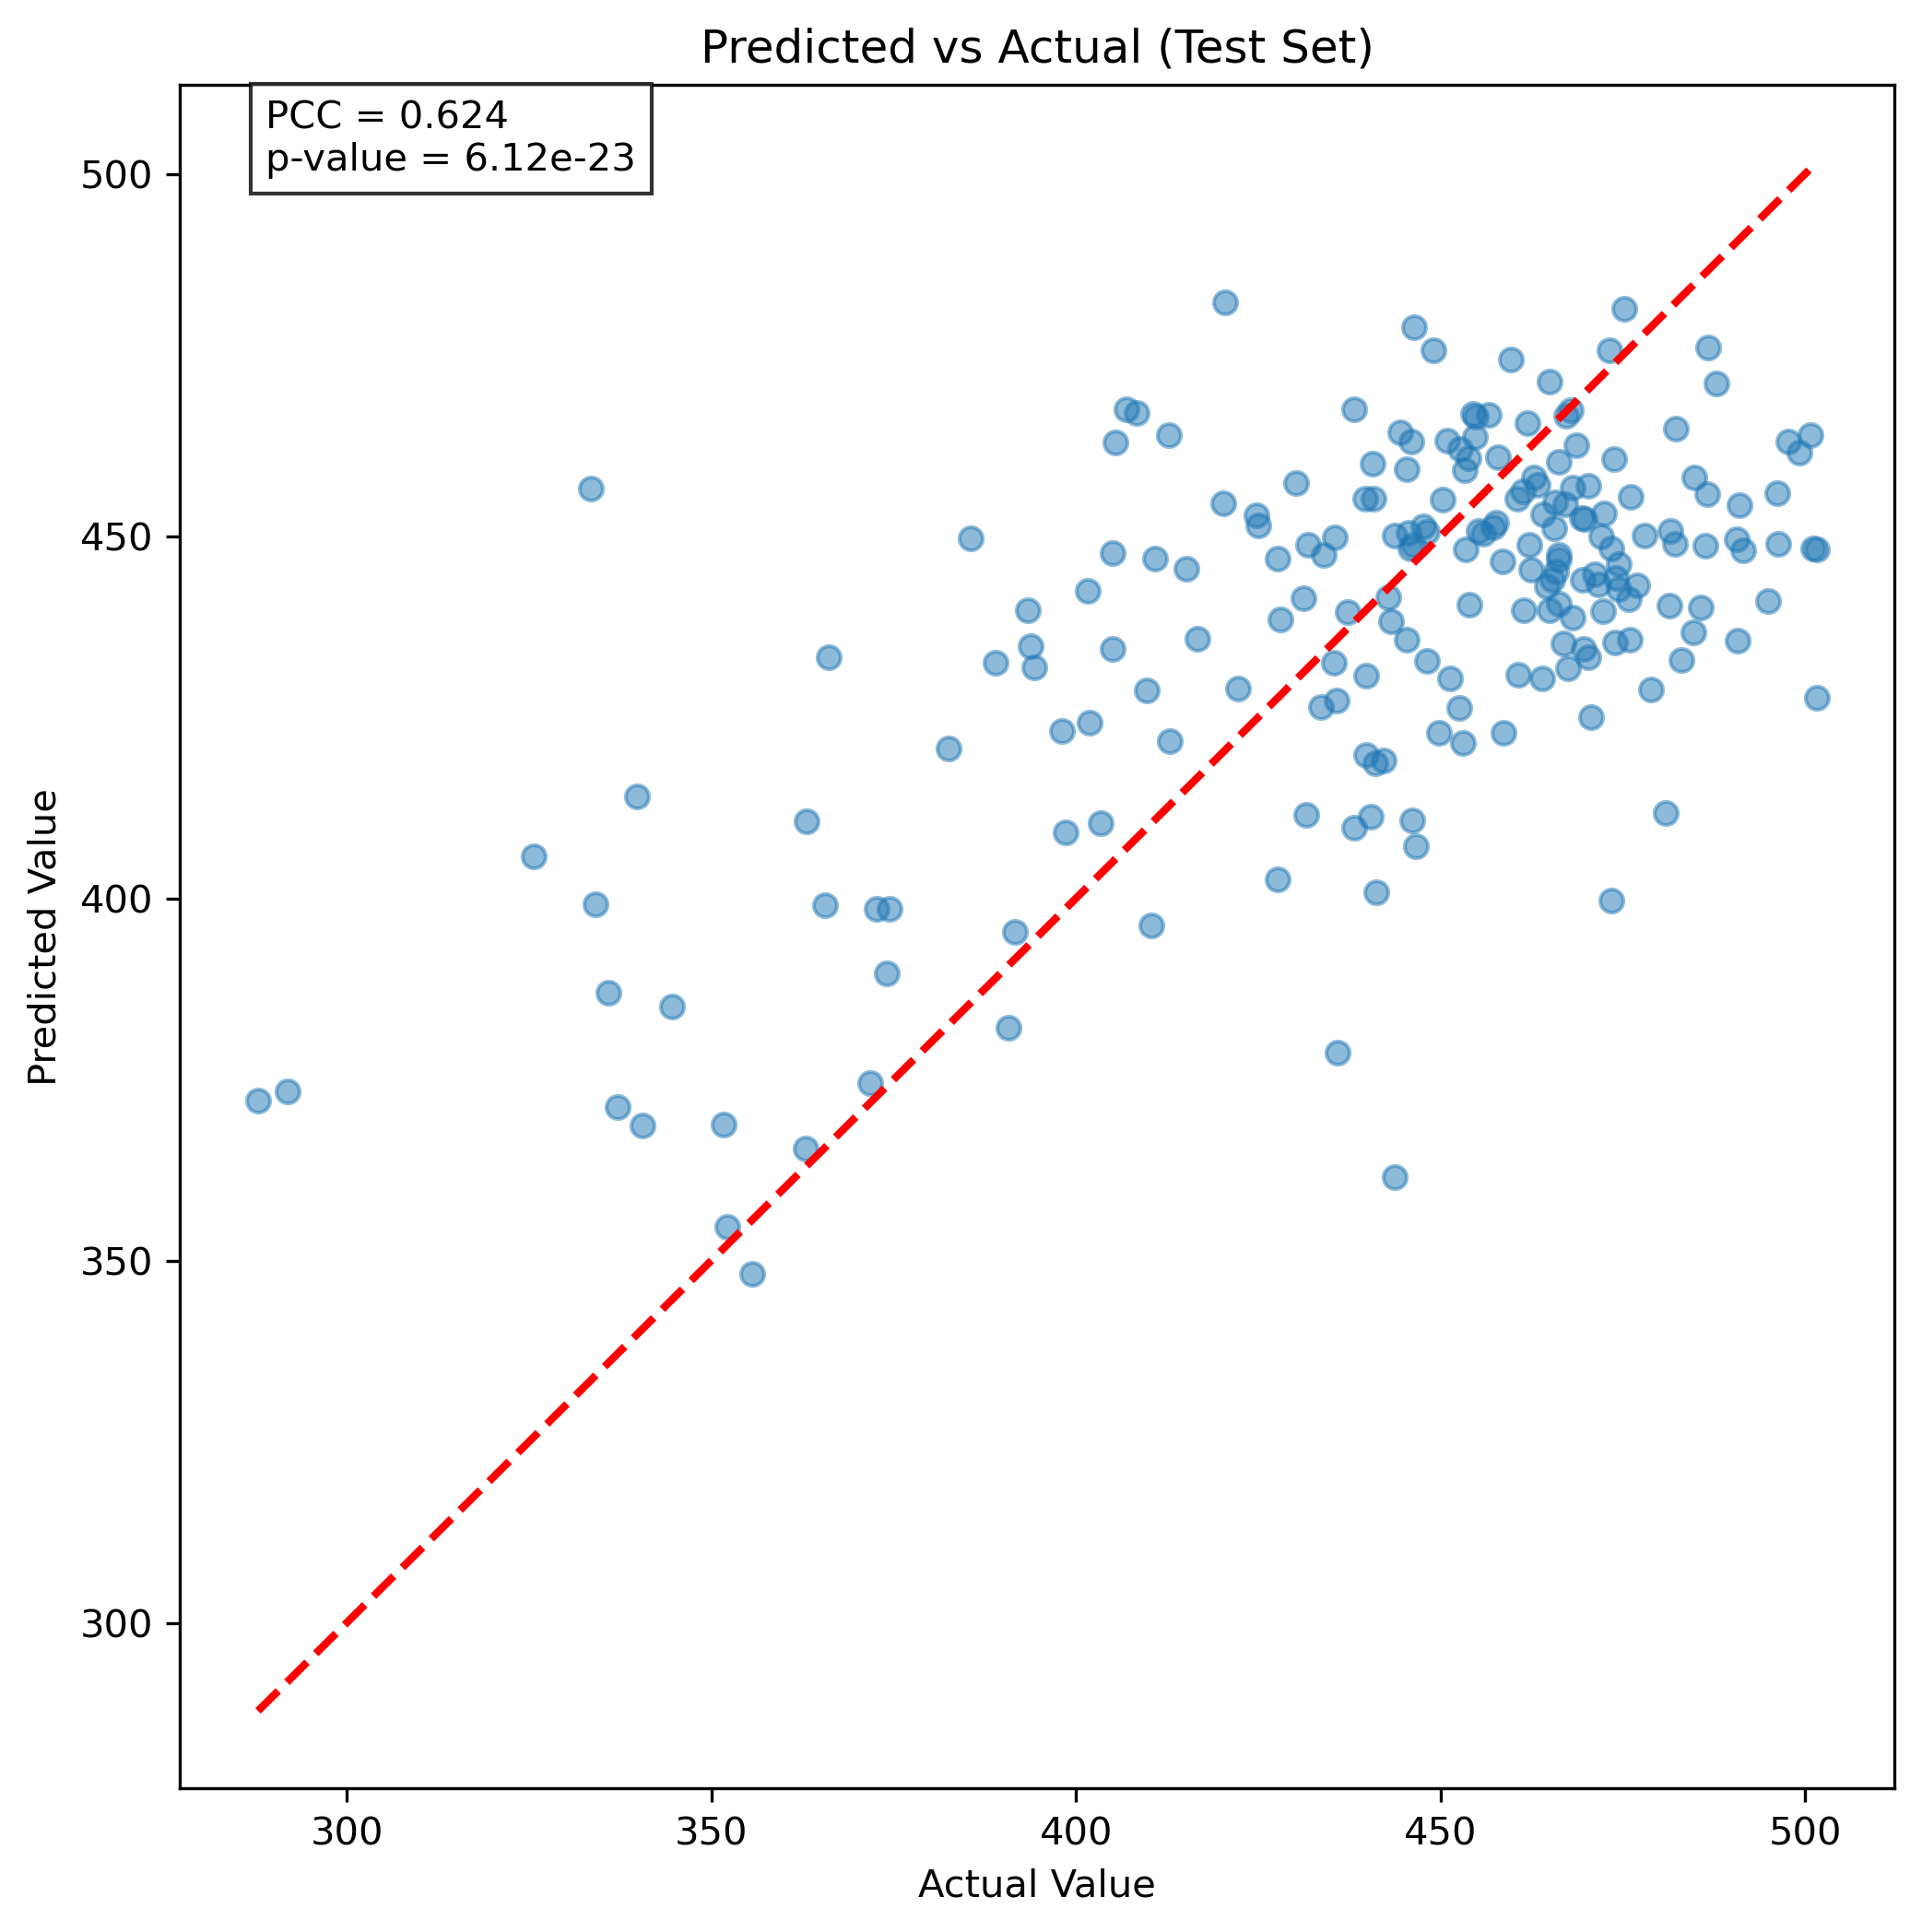 Predicted vs Actual (Test Set)
PCC = 0.624
p-value = 6.12e-23
500
450
400
350
300
Predicted Value
300
350
400
450
500
Actual Value